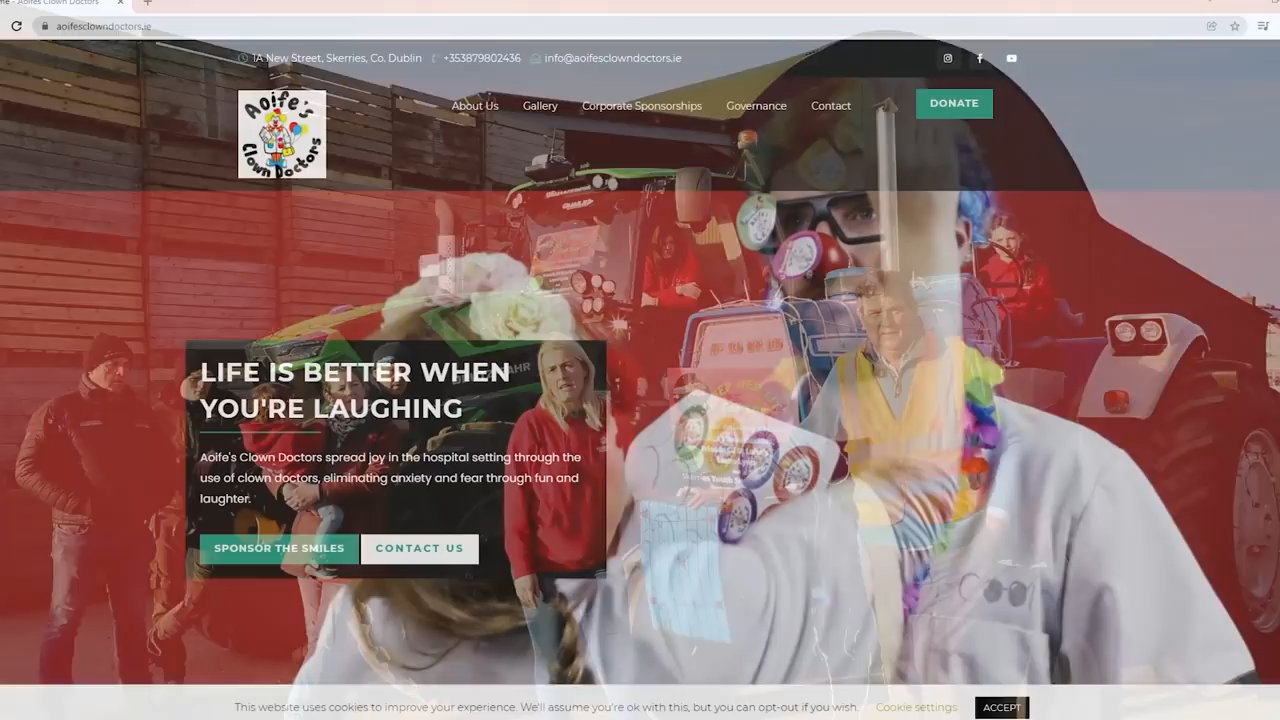 Aoifes Clown Doctors
aoifesclowndoctors.ie
1A New Street, Skerries, Co. Dublin
+353879802436
info@aoifesclowndoctors.ie
Aoife's
Clown Doctors
About Us
Gallery
Corporate Sponsorships
Governance
Contact
DONATE
LIFE IS BETTER WHEN
YOU'RE LAUGHING
Aoife's Clown Doctors spread joy in the hospital setting through the
use of clown doctors, eliminating anxiety and fear through fun and
laughter.
SPONSOR THE SMILES
CONTACT US
This website uses cookies to improve your experience. We'll assume you're ok with this, but you can opt-out if you wish.
Cookie settings
ACCEPT